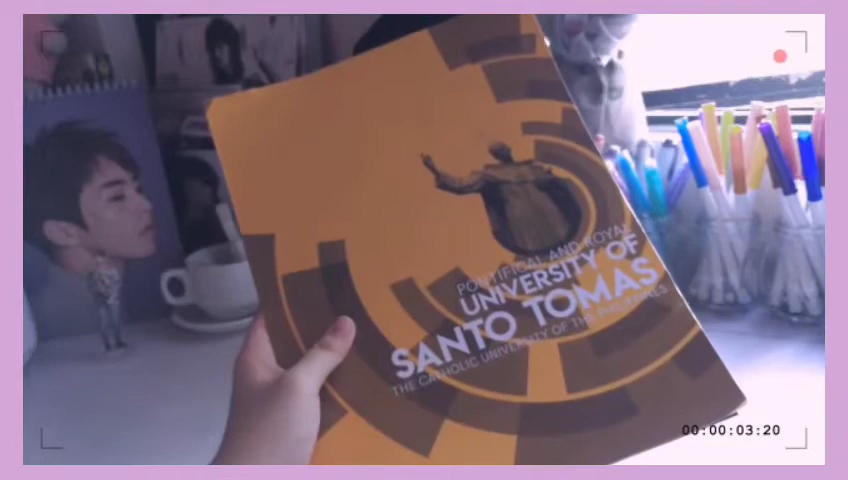 PONTIFICAL AND ROYAL
UNIVERSITY OF
SANTO TOMAS
THE CATHOLIC UNIVERSITY OF THE PHILIPPINES
00:00:03:20